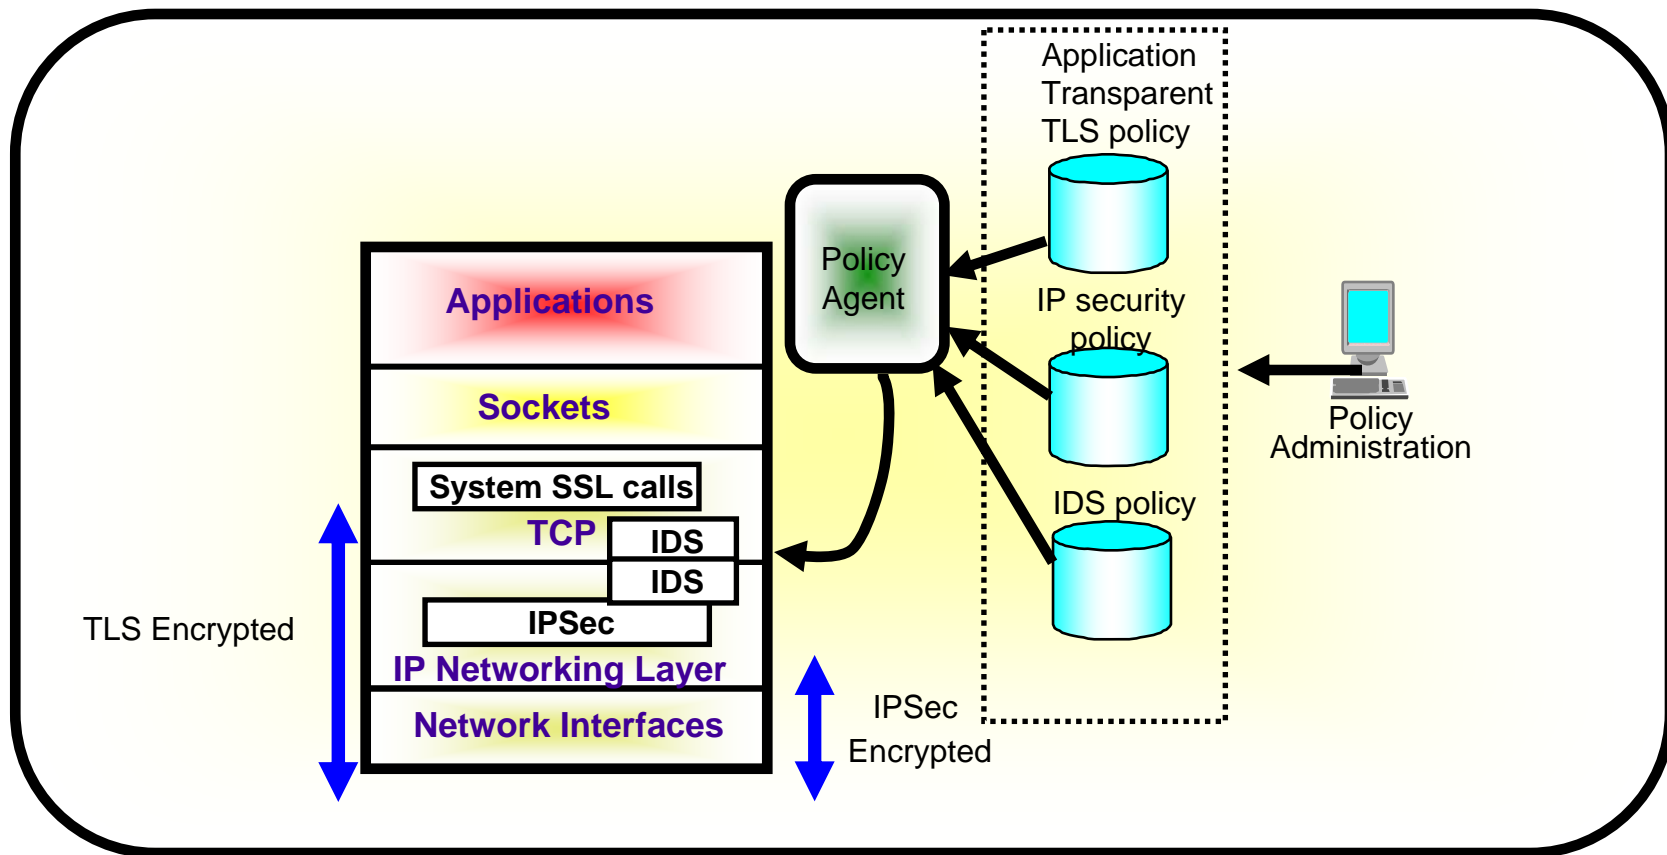 Application
Transparent
TLS policy
Policy
Agent
IP security
policy
Applications
Sockets
System SSL calls
TCP
IDS
IDS
IPSec
IP Networking Layer
Network Interfaces
TLS Encrypted
IPSec
Encrypted
IDS policy
Policy
Administration